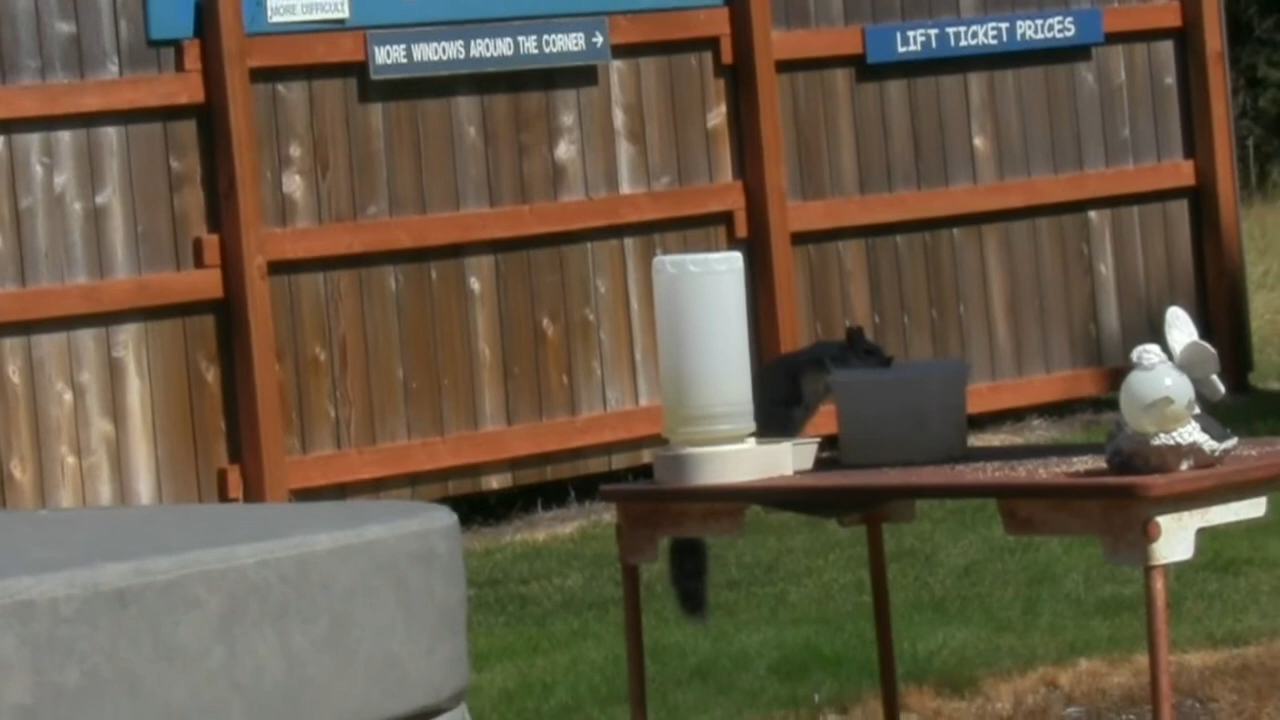 MORE DIFFICULT
MORE WINDOWS AROUND THE CORNER →
LIFT TICKET PRICES